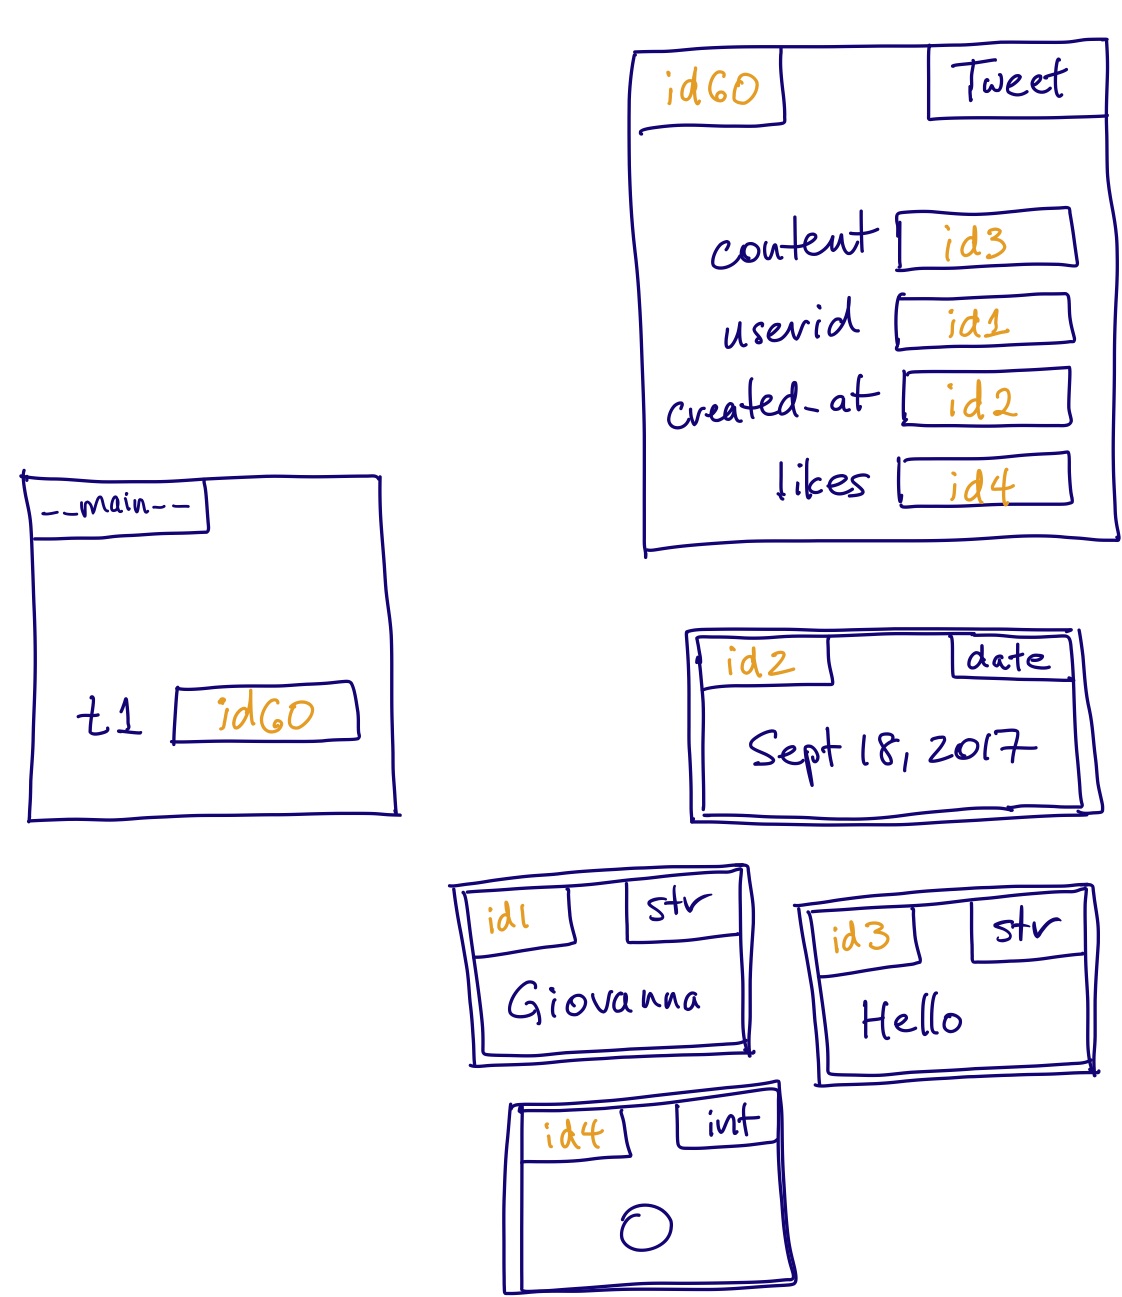 id60 Tweet
content id3
userid id1
created_at id2
likes id4
__main__
t1 id60
id2 date
Sept 18, 2017
id1 str
Giovanna
id3 str
Hello
id4 int
0